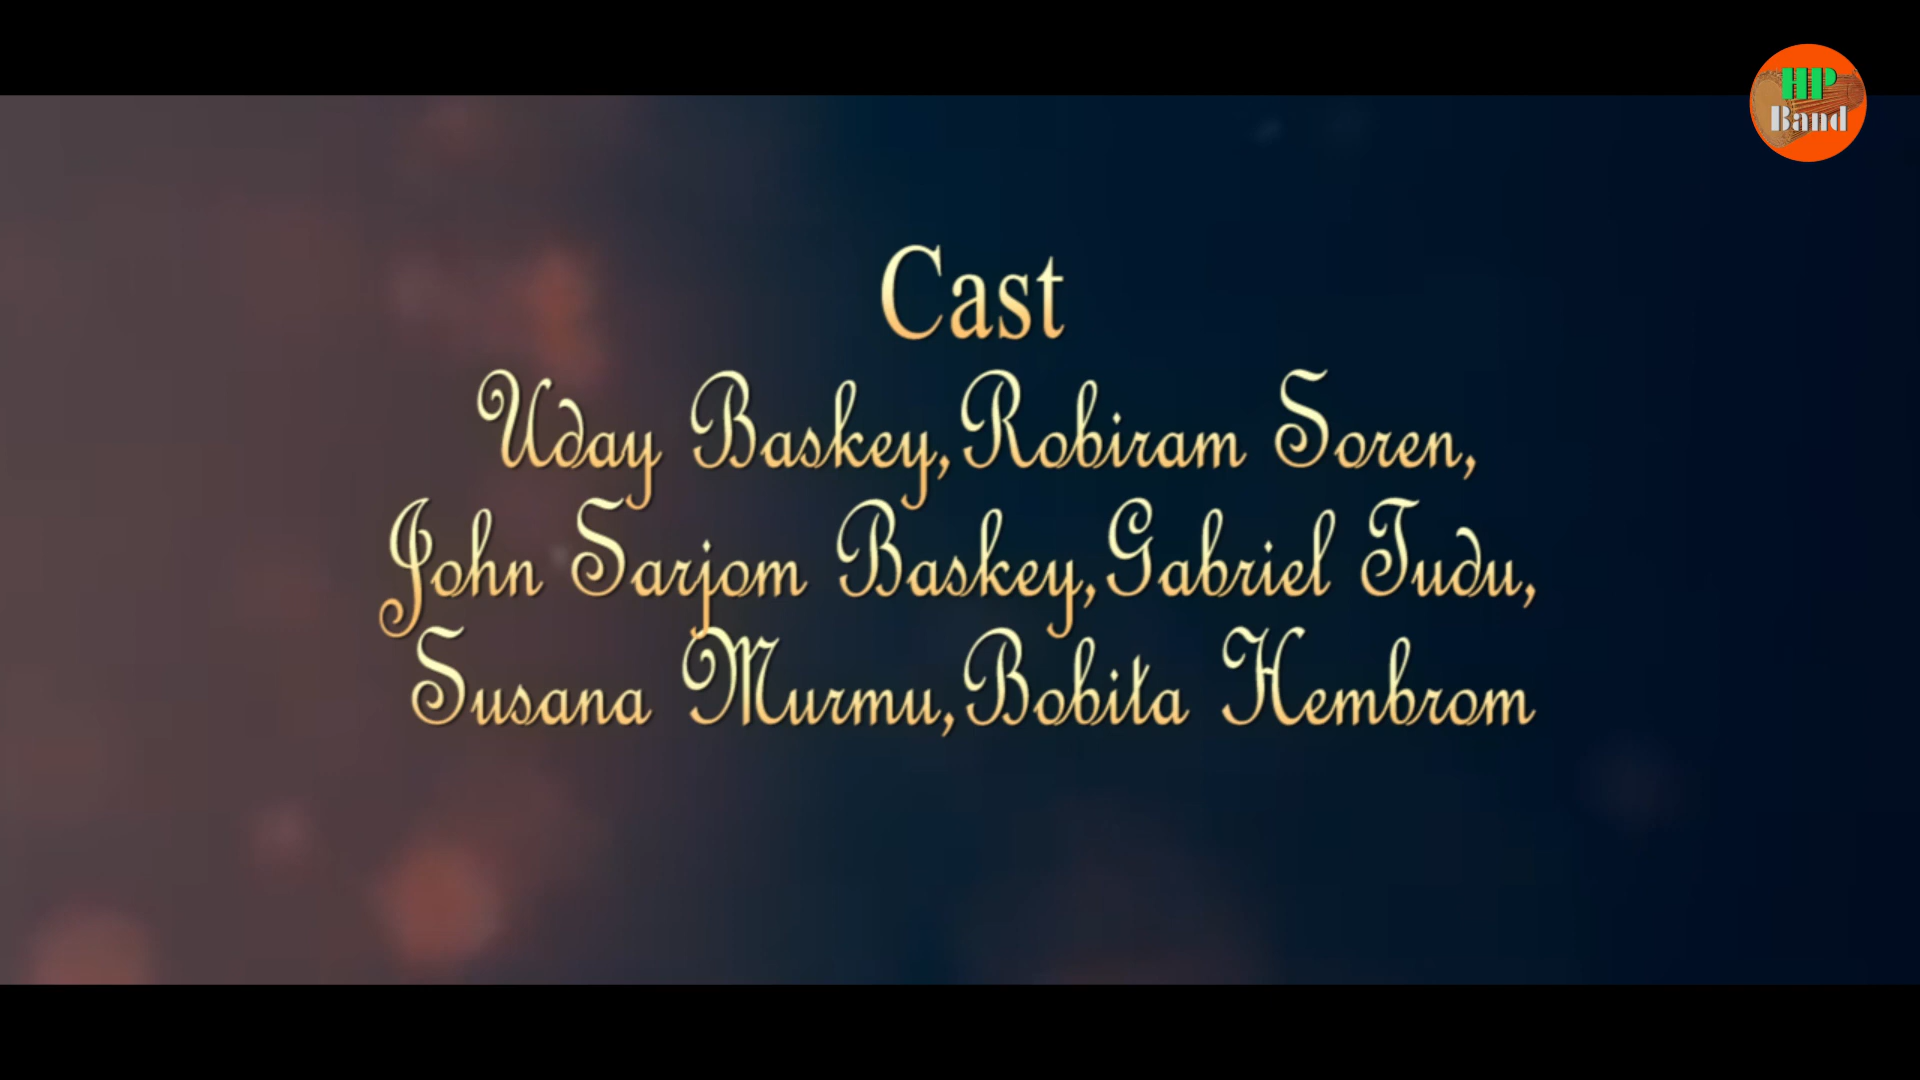 HP
Band
Cast
Uday Baskey,Robiram Soren,
John Sarjom Baskey,Gabriel Tudu,
Susana Murmu,Bobita Hembrom